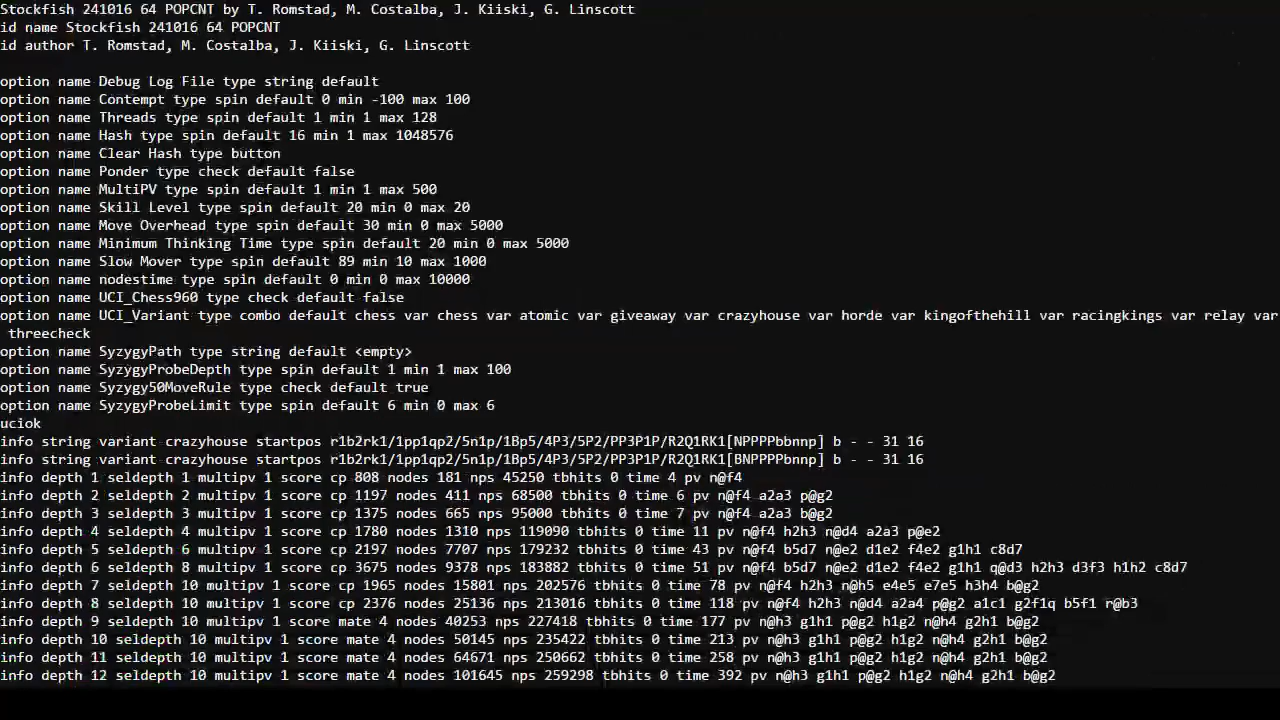 Stockfish 241016 64 POPCNT by T. Romstad, M. Costalba, J. Kiiski, G. Linscott
id name Stockfish 241016 64 POPCNT
id author T. Romstad, M. Costalba, J. Kiiski, G. Linscott
option name Debug Log File type string default
option name Contempt type spin default 0 min -100 max 100
option name Threads type spin default 1 min 1 max 128
option name Hash type spin default 16 min 1 max 1048576
option name Clear Hash type button
option name Ponder type check default false
option name MultiPV type spin default 1 min 1 max 500
option name Skill Level type spin default 20 min 0 max 20
option name Move Overhead type spin default 30 min 0 max 5000
option name Minimum Thinking Time type spin default 20 min 0 max 5000
option name Slow Mover type spin default 89 min 10 max 1000
option name nodestime type spin default 0 min 0 max 10000
option name UCI_Chess960 type check default false
option name UCI_Variant type combo default chess var chess var atomic var giveaway var crazyhouse var horde var kingofthehill var racingkings var relay var
threecheck
option name SyzygyPath type string default <empty>
option name SyzygyProbeDepth type spin default 1 min 1 max 100
option name Syzygy50MoveRule type check default true
option name SyzygyProbeLimit type spin default 6 min 0 max 6
uciok
info string variant crazyhouse startpos r1b2rk1/1pp1qp2/5n1p/1Bp5/4P3/5P2/PP3P1P/R2Q1RK1[NPPPPbbnnp] b - - 31 16
info string variant crazyhouse startpos r1b2rk1/1pp1qp2/5n1p/1Bp5/4P3/5P2/PP3P1P/R2Q1RK1[BNPPPPbnnp] b - - 31 16
info depth 1 seldepth 1 multipv 1 score cp 808 nodes 181 nps 45250 tbhits 0 time 4 pv n@f4
info depth 2 seldepth 2 multipv 1 score cp 1197 nodes 411 nps 68500 tbhits 0 time 6 pv n@f4 a2a3 p@g2
info depth 3 seldepth 3 multipv 1 score cp 1375 nodes 665 nps 95000 tbhits 0 time 7 pv n@f4 a2a3 b@g2
info depth 4 seldepth 4 multipv 1 score cp 1780 nodes 1310 nps 119090 tbhits 0 time 11 pv n@f4 h2h3 n@d4 a2a3 p@e2
info depth 5 seldepth 6 multipv 1 score cp 2197 nodes 7707 nps 179232 tbhits 0 time 43 pv n@f4 b5d7 n@e2 d1e2 f4e2 g1h1 c8d7
info depth 6 seldepth 8 multipv 1 score cp 3675 nodes 9378 nps 183882 tbhits 0 time 51 pv n@f4 b5d7 n@e2 d1e2 f4e2 g1h1 q@d3 h2h3 d3f3 h1h2 c8d7
info depth 7 seldepth 10 multipv 1 score cp 1965 nodes 15801 nps 202576 tbhits 0 time 78 pv n@f4 h2h3 n@h5 e4e5 e7e5 h3h4 b@g2
info depth 8 seldepth 10 multipv 1 score cp 2376 nodes 25136 nps 213016 tbhits 0 time 118 pv n@f4 h2h3 n@d4 a2a4 p@g2 a1c1 g2f1q b5f1 r@b3
info depth 9 seldepth 10 multipv 1 score mate 4 nodes 40253 nps 227418 tbhits 0 time 177 pv n@h3 g1h1 p@g2 h1g2 n@h4 g2h1 b@g2
info depth 10 seldepth 10 multipv 1 score mate 4 nodes 50145 nps 235422 tbhits 0 time 213 pv n@h3 g1h1 p@g2 h1g2 n@h4 g2h1 b@g2
info depth 11 seldepth 10 multipv 1 score mate 4 nodes 64671 nps 250662 tbhits 0 time 258 pv n@h3 g1h1 p@g2 h1g2 n@h4 g2h1 b@g2
info depth 12 seldepth 10 multipv 1 score mate 4 nodes 101645 nps 259298 tbhits 0 time 392 pv n@h3 g1h1 p@g2 h1g2 n@h4 g2h1 b@g2